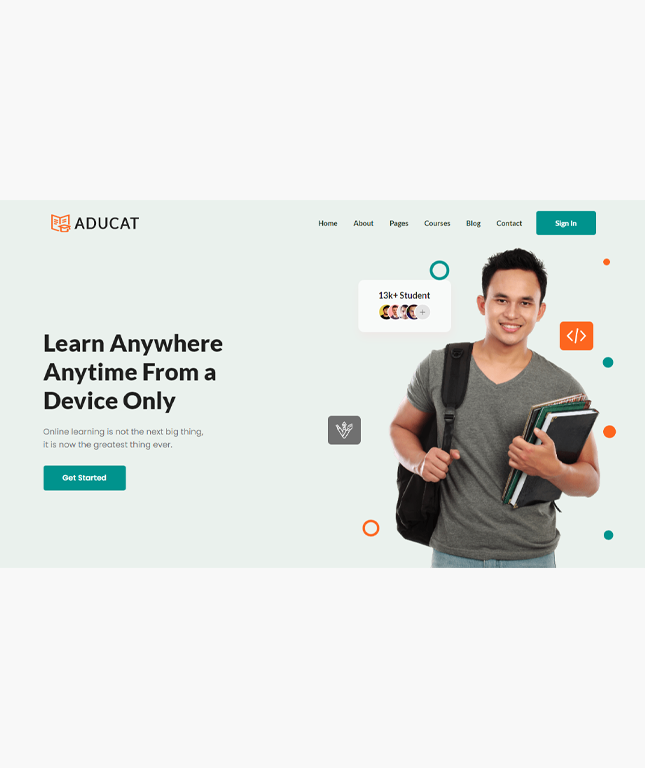 ADUCAT
Home About Pages Courses Blog Contact Sign In
13k+ Student
Learn Anywhere
Anytime From a
Device Only
Online learning is not the next big thing,
it is now the greatest thing ever.
Get Started